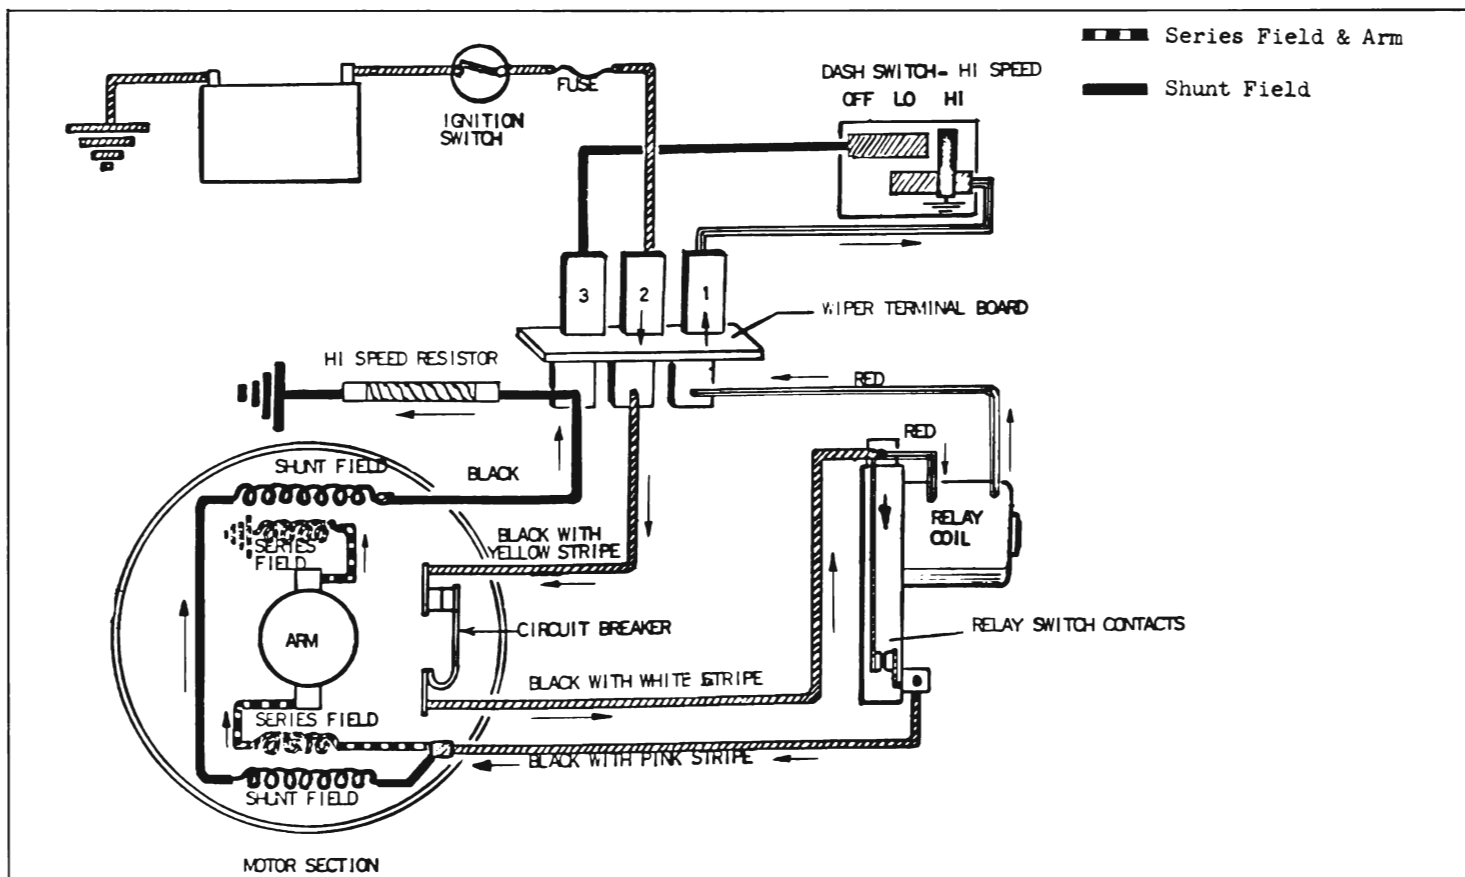 Series Field & Arm
Shunt Field
DASH SWITCH- HI SPEED
OFF LO HI
FUSE
IGNITION
SWITCH
3
2
1
WIPER TERMINAL BOARD
HI SPEED RESISTOR
RED
RED
SHUNT FIELD
BLACK
RELAY
COIL
BLACK WITH
YELLOW STRIPE
SERIES
FIELD
CIRCUIT BREAKER
ARM
RELAY SWITCH CONTACTS
BLACK WITH WHITE STRIPE
SERIES FIELD
BLACK WITH PINK STRIPE
SHUNT FIELD
MOTOR SECTION